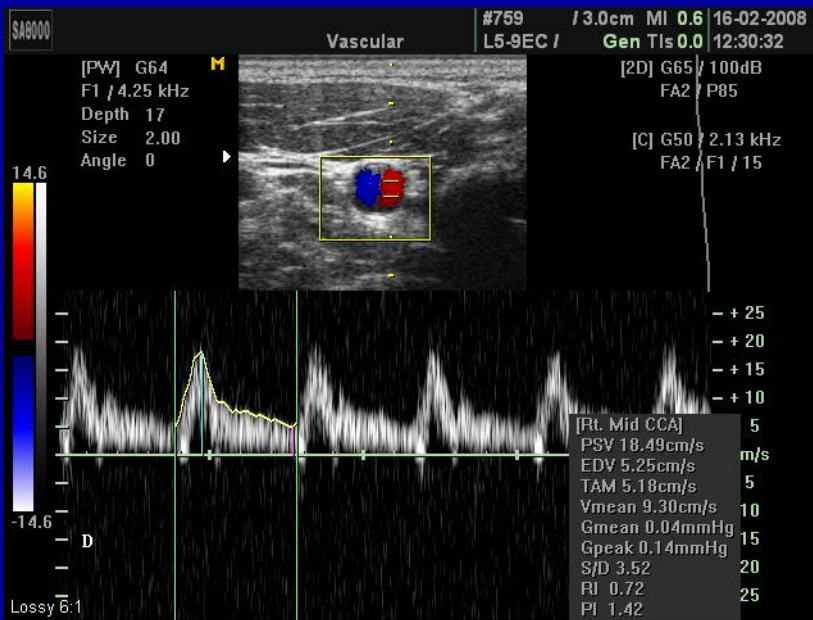 SA8000
Vascular
#759 / 3.0cm MI 0.6 16-02-2008
L5-9EC / Gen TIs 0.0 12:30:32
[PW] G64
F1 / 4.25 kHz
Depth 17
Size 2.00
Angle 0
M
[2D] G65 / 100dB
FA2 / P85
[C] G50 / 2.13 kHz
FA2 / F1 / 15
14.6
-14.6
+ 25
+ 20
+ 15
+ 10
5
m/s
5
10
15
20
25
D
[Rt. Mid CCA]
PSV 18.49cm/s
EDV 5.25cm/s
TAM 5.18cm/s
Vmean 9.30cm/s
Gmean 0.04mmHg
Gpeak 0.14mmHg
S/D 3.52
RI 0.72
PI 1.42
Lossy 6:1